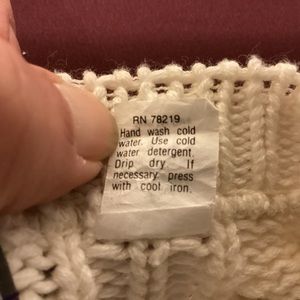 RN 78219
Hand wash cold
water. Use cold
water detergent.
Drip dry. If
necessary press
with cool iron.